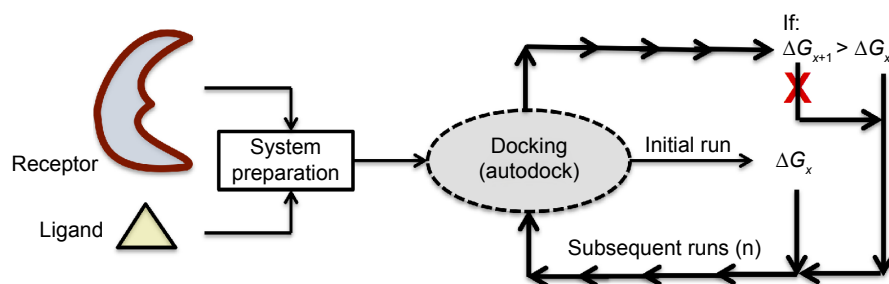 If:
ΔGₓ₊₁ > ΔGₓ
X
Receptor
System
preparation
Docking
(autodock)
Initial run
ΔGₓ
Ligand
Subsequent runs (n)